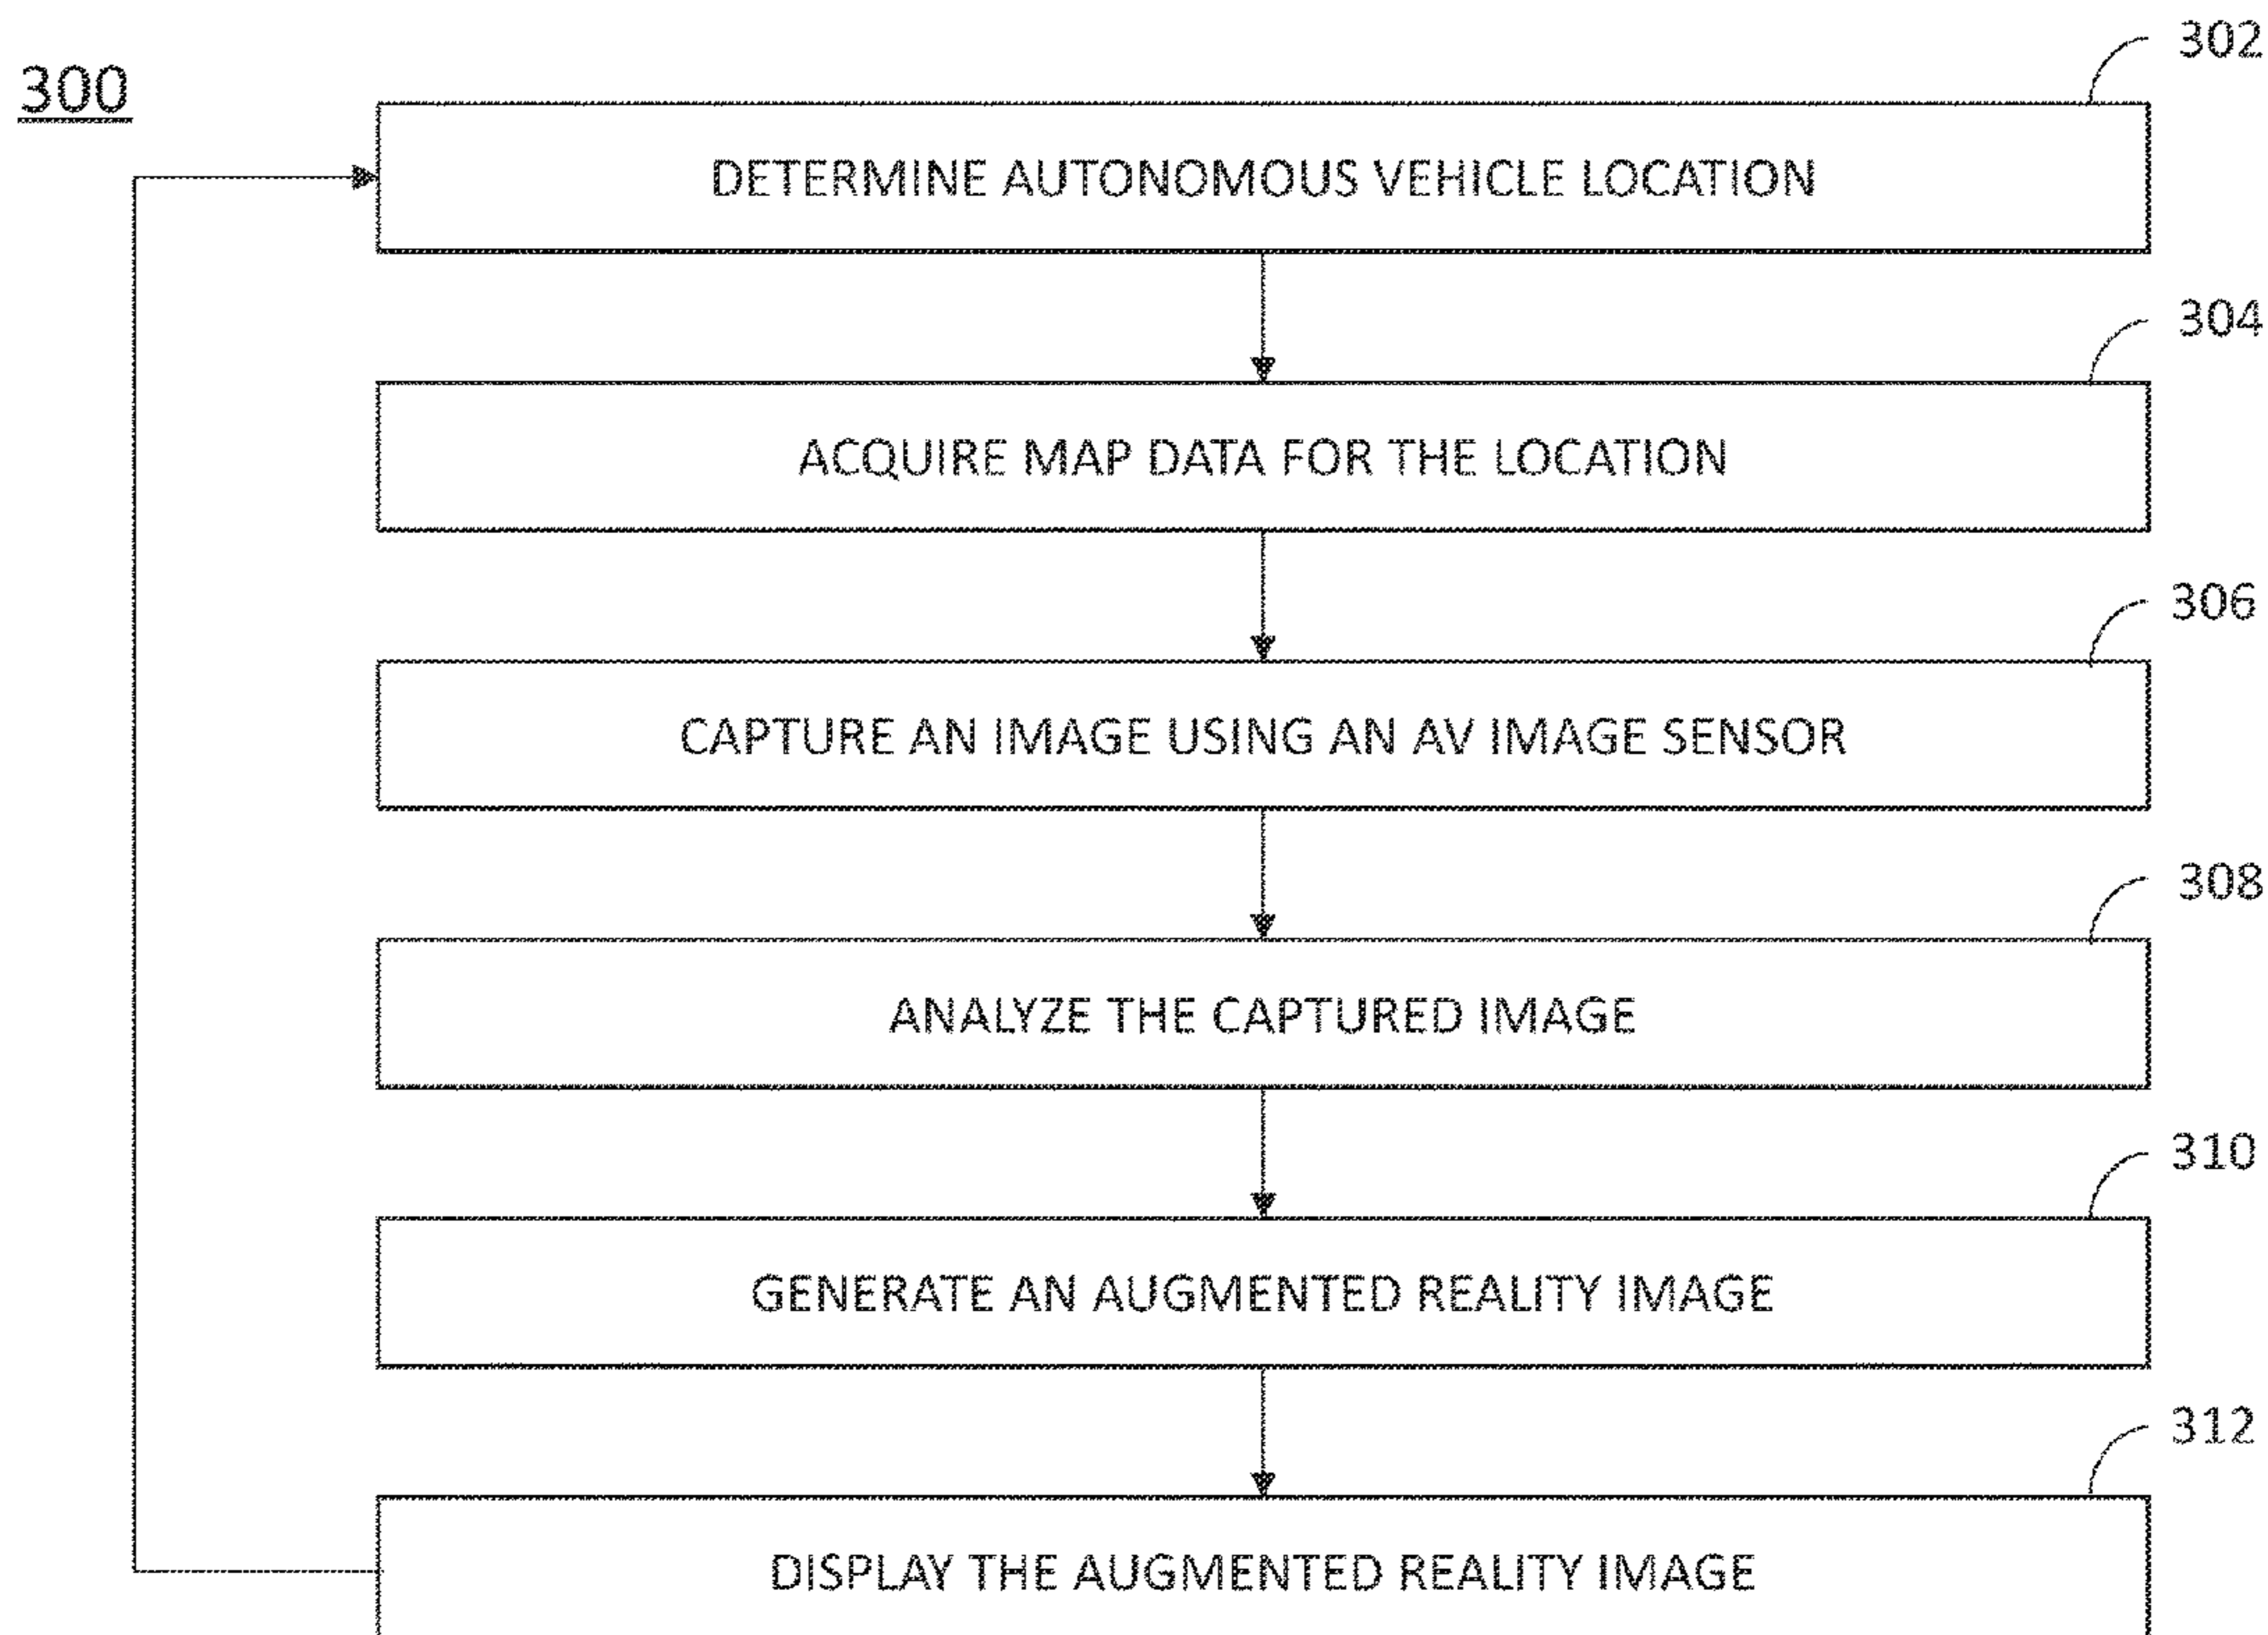 300
302
DETERMINE AUTONOMOUS VEHICLE LOCATION
304
ACQUIRE MAP DATA FOR THE LOCATION
306
CAPTURE AN IMAGE USING AN AV IMAGE SENSOR
308
ANALYZE THE CAPTURED IMAGE
310
GENERATE AN AUGMENTED REALITY IMAGE
312
DISPLAY THE AUGMENTED REALITY IMAGE